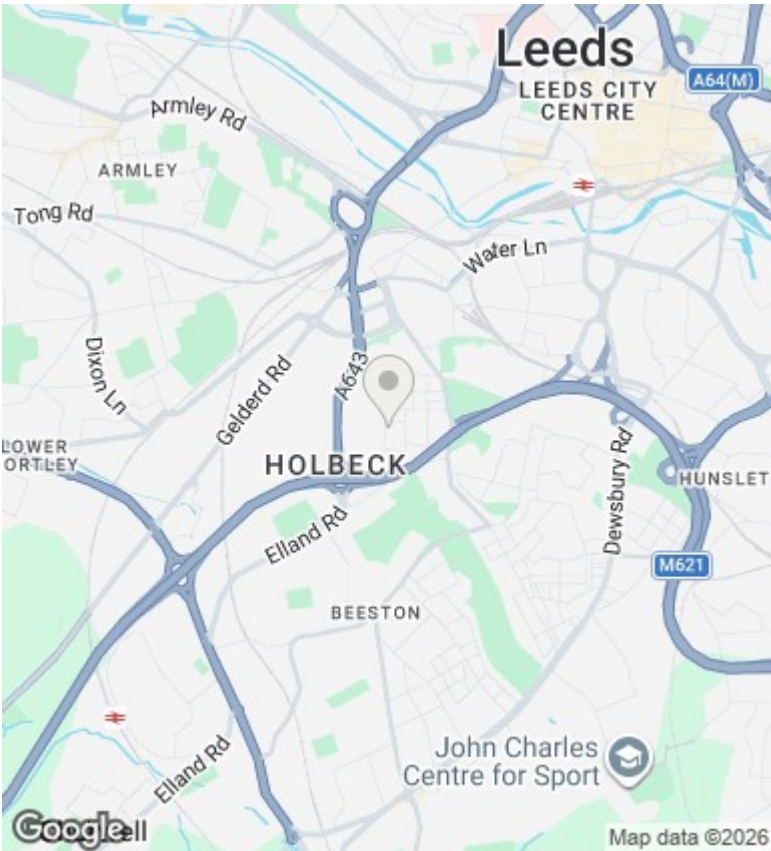 Leeds
LEEDS CITY
CENTRE
A64(M)
Armley Rd
ARMLEY
Tong Rd
Water Ln
Dixon Ln
Gelderd Rd
A643
LOWER
ORTLEY
HOLBECK
Dewsbury Rd
HUNSLET
Elland Rd
M621
BEESTON
John Charles
Centre for Sport
Elland Rd
Google
Map data ©2026